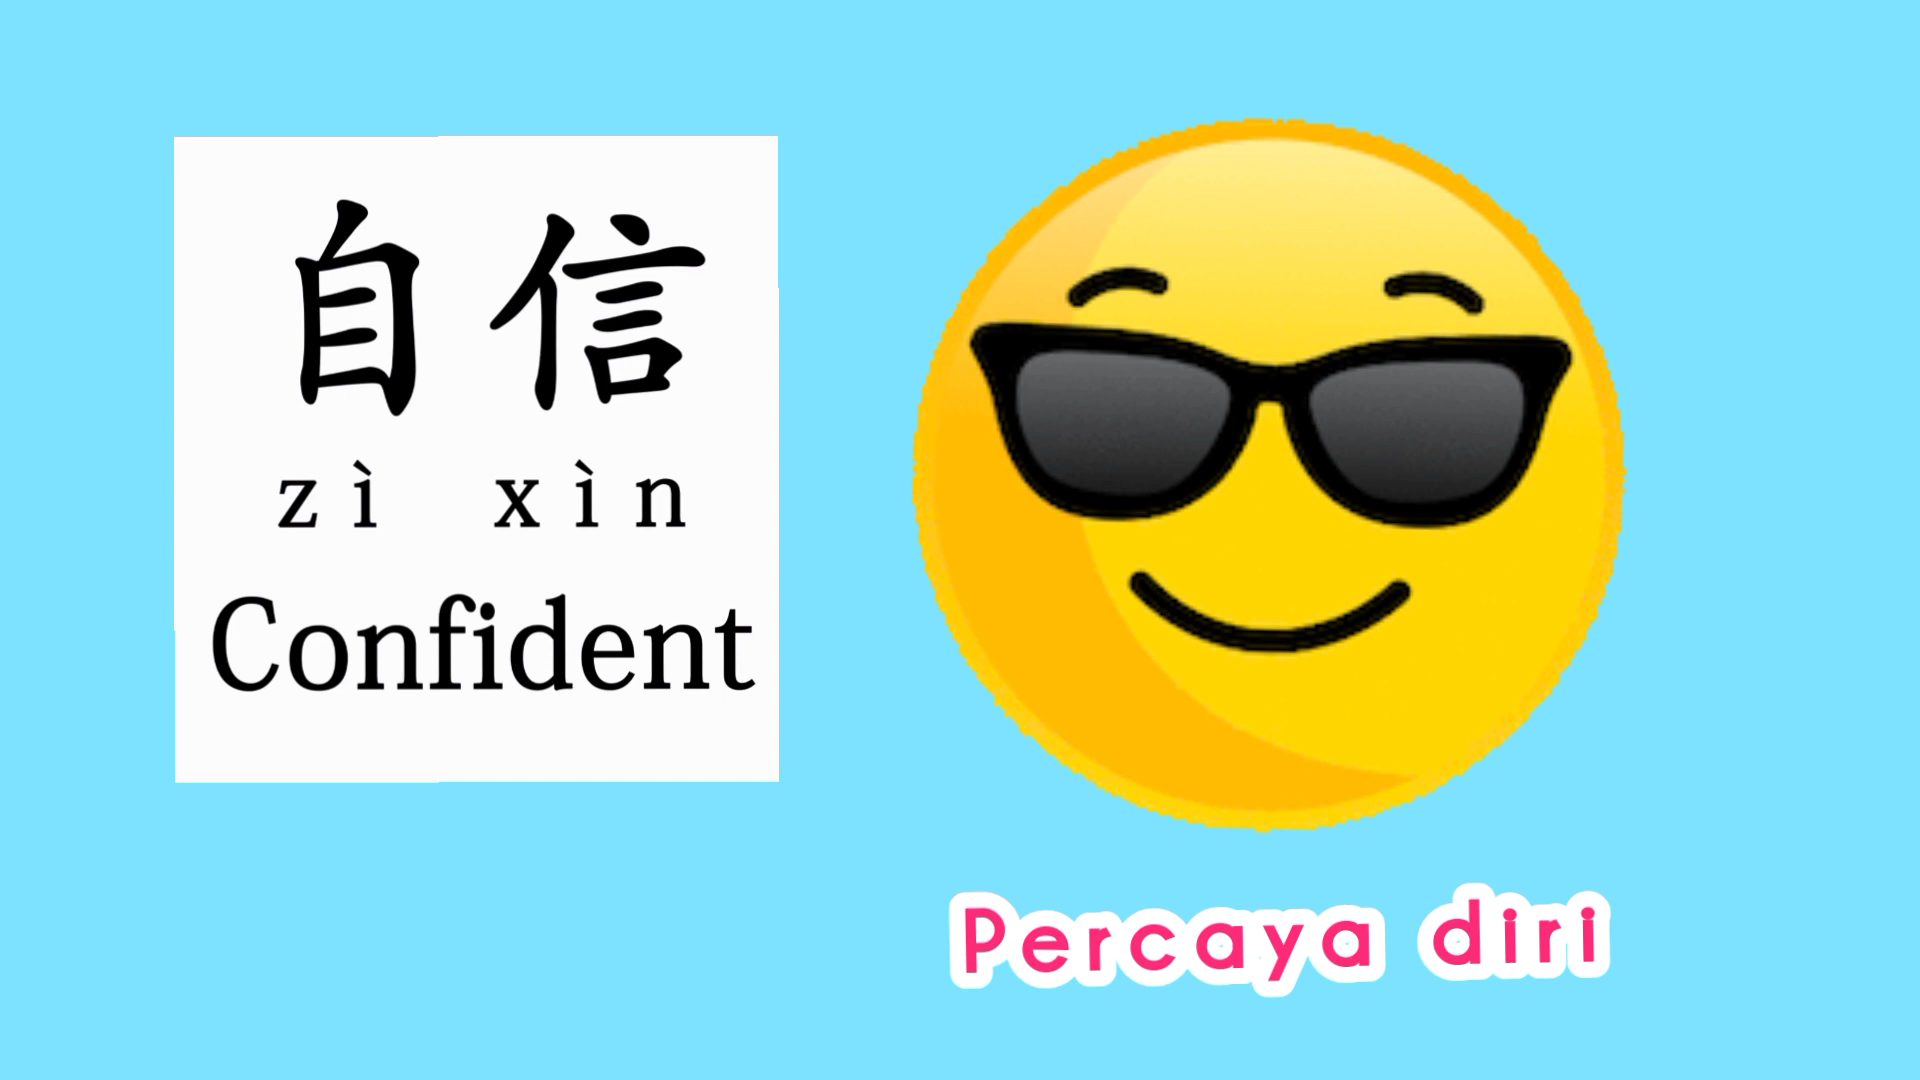 自信
zì xìn
Confident
Percaya diri